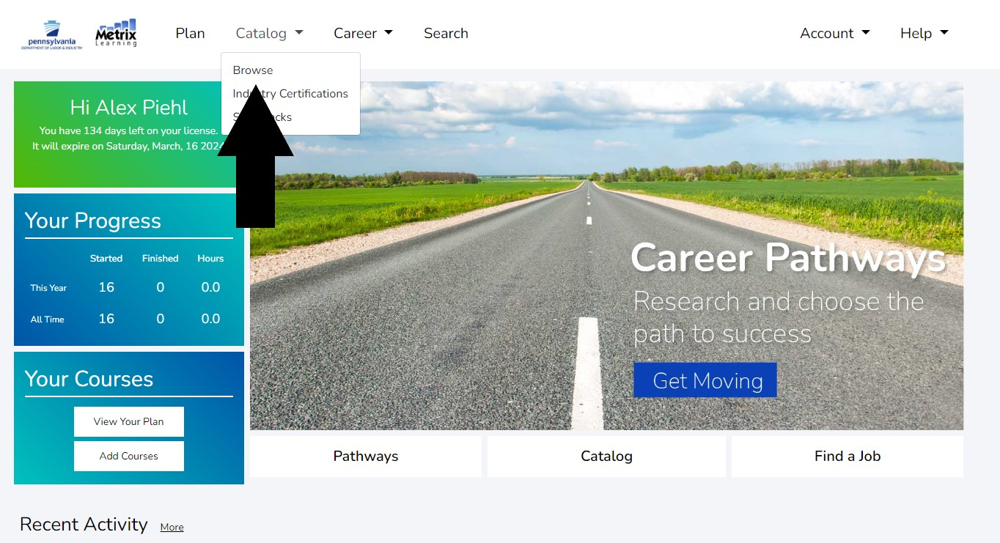 pennsylvania
DEPARTMENT OF LABOR & INDUSTRY
Metrix
Learning
Plan
Catalog
Career
Search
Account
Help
Browse
Certifications
Hi Alex Piehl
You have 134 days left on your license.
It will expire on Saturday, March, 16 2024
Your Progress
Started Finished Hours
This Year 16 0 0.0
All Time 16 0 0.0
Your Courses
View Your Plan
Add Courses
Career Pathways
Research and choose the
path to success
Get Moving
Pathways
Catalog
Find a Job
Recent Activity More